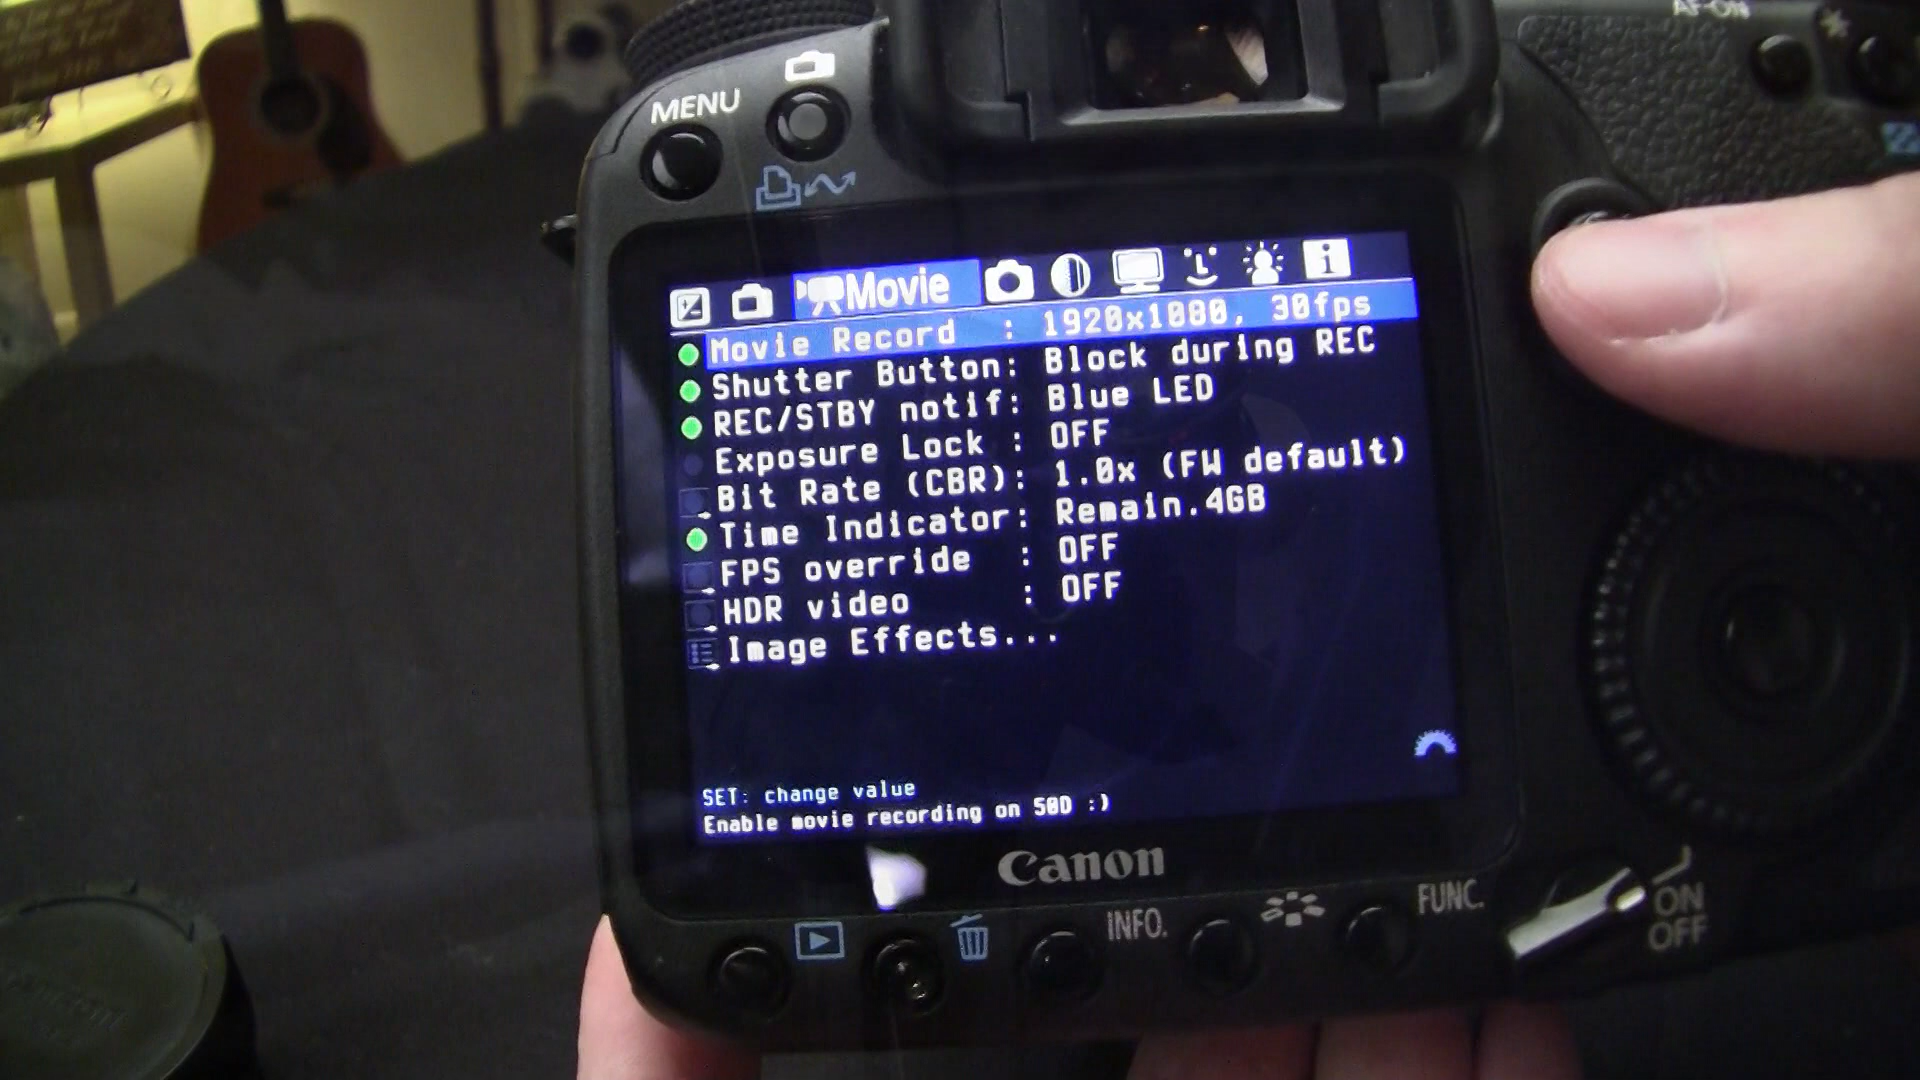 AF-ON
MENU
Movie
Movie Record : 1920x1080, 30fps
Shutter Button: Block during REC
REC/STBY notif: Blue LED
Exposure Lock : OFF
Bit Rate (CBR): 1.0x (FW default)
Time Indicator: Remain.4GB
FPS override : OFF
HDR video : OFF
Image Effects...
SET: change value
Enable movie recording on 50D :)
Canon
INFO.
FUNC.
ON
OFF